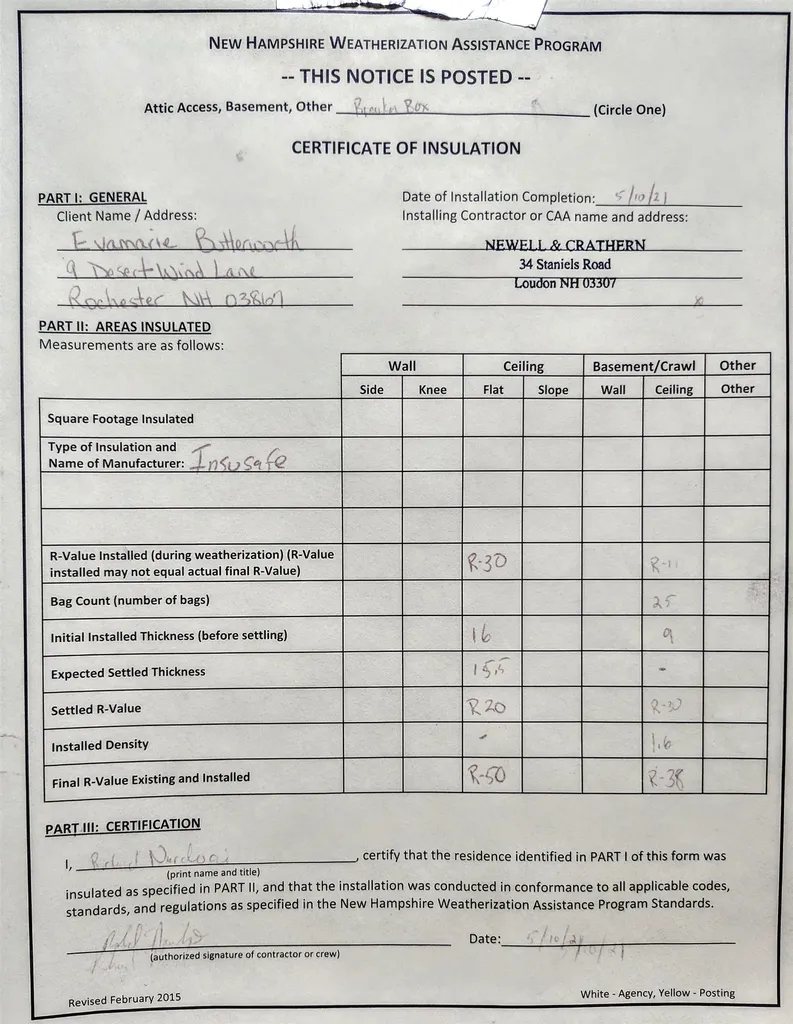 NEW HAMPSHIRE WEATHERIZATION ASSISTANCE PROGRAM
-- THIS NOTICE IS POSTED --
Attic Access, Basement, Other Breaker Box (Circle One)
CERTIFICATE OF INSULATION
PART I: GENERAL
Client Name / Address:
Evamarie Butterworth
9 Desert Wind Lane
Rochester NH 03867
Date of Installation Completion: 5/10/21
Installing Contractor or CAA name and address:
NEWELL & CRATHERN
34 Staniels Road
Loudon NH 03307
PART II: AREAS INSULATED
Measurements are as follows:
Wall Ceiling Basement/Crawl Other
Side Knee Flat Slope Wall Ceiling Other
Square Footage Insulated
Type of Insulation and
Name of Manufacturer: Insusafe
R-Value Installed (during weatherization) (R-Value
installed may not equal actual final R-Value) R-30 R-11
Bag Count (number of bags) 25
Initial Installed Thickness (before settling) 16 9
Expected Settled Thickness 15.5 -
Settled R-Value R20 R-30
Installed Density - 1.6
Final R-Value Existing and Installed R-50 R-38
PART III: CERTIFICATION
I, , certify that the residence identified in PART I of this form was
(print name and title)
insulated as specified in PART II, and that the installation was conducted in conformance to all applicable codes,
standards, and regulations as specified in the New Hampshire Weatherization Assistance Program Standards.
Date: 5/10/21
(authorized signature of contractor or crew)
Revised February 2015
White - Agency, Yellow - Posting